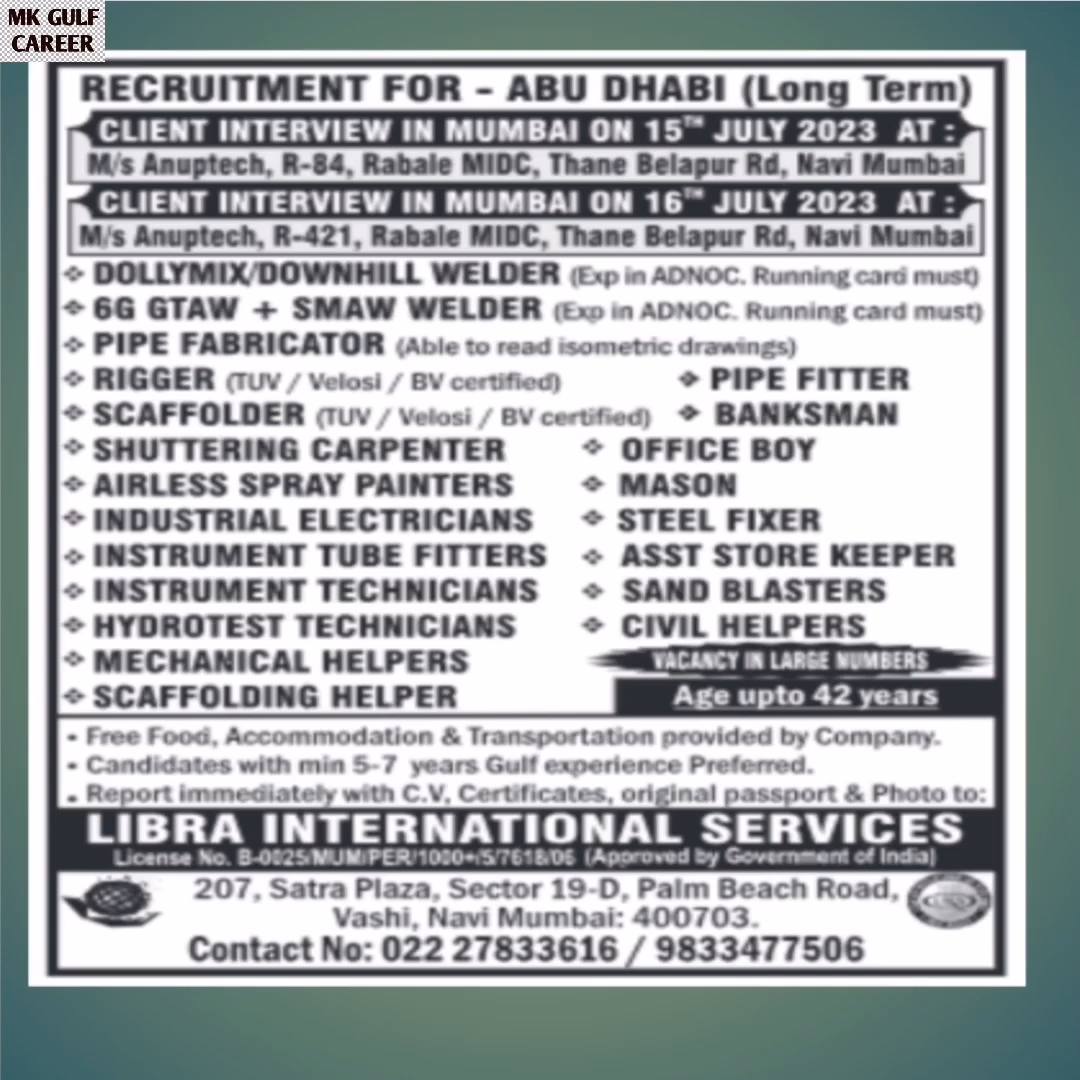 MK GULF
CAREER
RECRUITMENT FOR - ABU DHABI (Long Term)
CLIENT INTERVIEW IN MUMBAI ON 15TH JULY 2023 AT :
M/s Anuptech, R-84, Rabale MIDC, Thane Belapur Rd, Navi Mumbai
CLIENT INTERVIEW IN MUMBAI ON 16TH JULY 2023 AT :
M/s Anuptech, R-421, Rabale MIDC, Thane Belapur Rd, Navi Mumbai
❖ DOLLYMIX/DOWNHILL WELDER (Exp in ADNOC. Running card must)
❖ 6G GTAW + SMAW WELDER (Exp in ADNOC. Running card must)
❖ PIPE FABRICATOR (Able to read isometric drawings)
❖ RIGGER (TUV / Velosi / BV certified) ❖ PIPE FITTER
❖ SCAFFOLDER (TUV / Velosi / BV certified) ❖ BANKSMAN
❖ SHUTTERING CARPENTER ❖ OFFICE BOY
❖ AIRLESS SPRAY PAINTERS ❖ MASON
❖ INDUSTRIAL ELECTRICIANS ❖ STEEL FIXER
❖ INSTRUMENT TUBE FITTERS ❖ ASST STORE KEEPER
❖ INSTRUMENT TECHNICIANS ❖ SAND BLASTERS
❖ HYDROTEST TECHNICIANS ❖ CIVIL HELPERS
❖ MECHANICAL HELPERS VACANCY IN LARGE NUMBERS
❖ SCAFFOLDING HELPER Age upto 42 years
• Free Food, Accommodation & Transportation provided by Company.
• Candidates with min 5-7 years Gulf experience Preferred.
• Report immediately with C.V, Certificates, original passport & Photo to:
LIBRA INTERNATIONAL SERVICES
License No. B-0025/MUM/PER/1000+/5/7618/06 (Approved by Government of India)
207, Satra Plaza, Sector 19-D, Palm Beach Road,
Vashi, Navi Mumbai: 400703.
Contact No: 022 27833616 / 9833477506